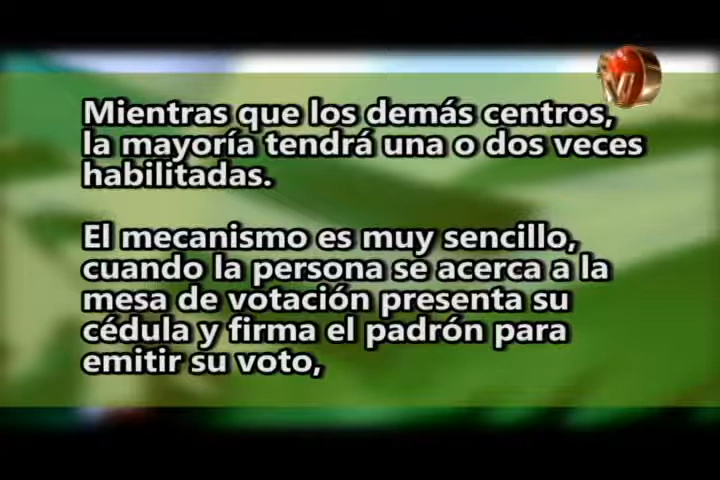 VI
Mientras que los demás centros,
la mayoría tendrá una o dos veces
habilitadas.
El mecanismo es muy sencillo,
cuando la persona se acerca a la
mesa de votación presenta su
cédula y firma el padrón para
emitir su voto,